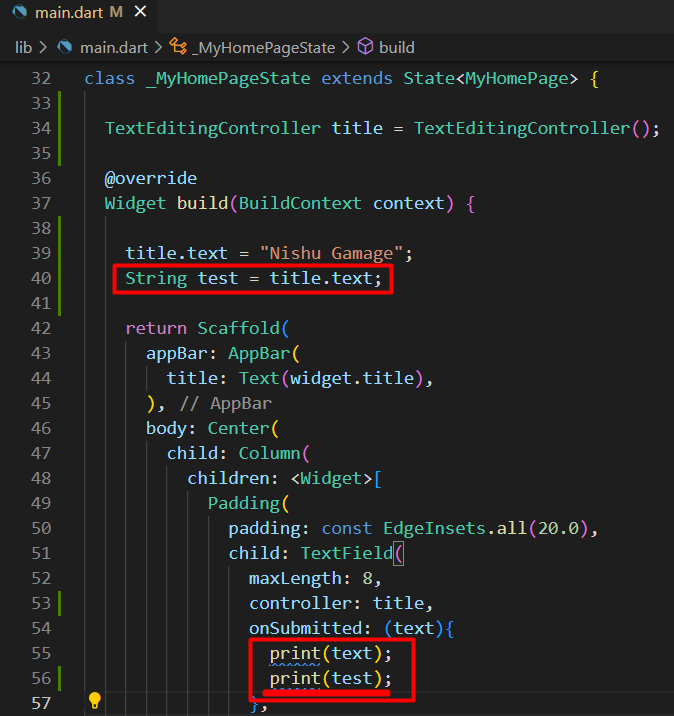 main.dart M ×
lib > main.dart > _MyHomePageState > build
32 class _MyHomePageState extends State<MyHomePage> {
33
34   TextEditingController title = TextEditingController();
35
36   @override
37   Widget build(BuildContext context) {
38
39     title.text = "Nishu Gamage";
40     String test = title.text;
41
42     return Scaffold(
43       appBar: AppBar(
44         title: Text(widget.title),
45       ), // AppBar
46       body: Center(
47         child: Column(
48           children: <Widget>[
49             Padding(
50               padding: const EdgeInsets.all(20.0),
51               child: TextField(
52                 maxLength: 8,
53                 controller: title,
54                 onSubmitted: (text){
55                   print(text);
56                   print(test);
57                 },